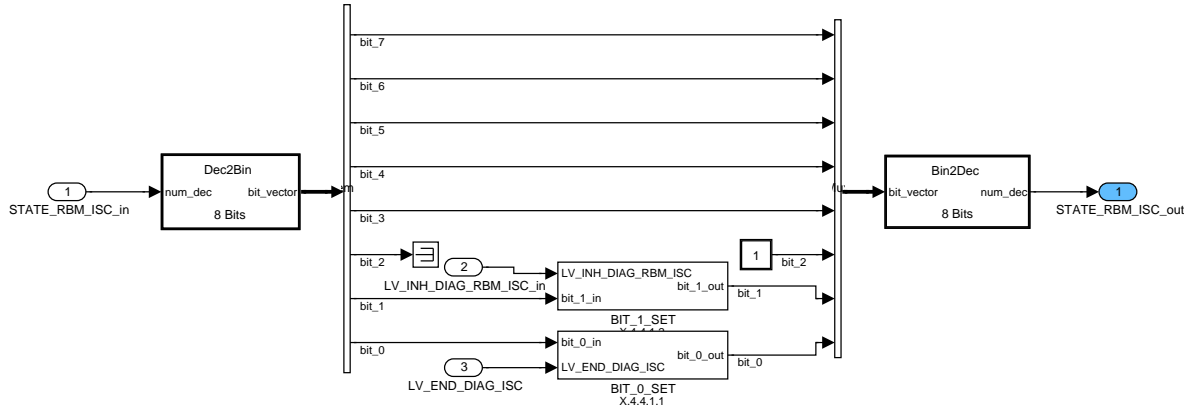 bit_7
bit_6
bit_5
Dec2Bin
bit_4
Bin2Dec
1
num_dec
bit_vector
bit_vector
num_dec
1
STATE_RBM_ISC_in
8 Bits
bit_3
8 Bits
STATE_RBM_ISC_out
bit_2
1
bit_2
2
LV_INH_DIAG_RBM_ISC
LV_INH_DIAG_RBM_ISC_in
bit_1_out
bit_1
bit_1_in
bit_1
BIT_1_SET
bit_0_in
bit_0_out
bit_0
bit_0
3
LV_END_DIAG_ISC
LV_END_DIAG_ISC
BIT_0_SET
X.4.4.1.1